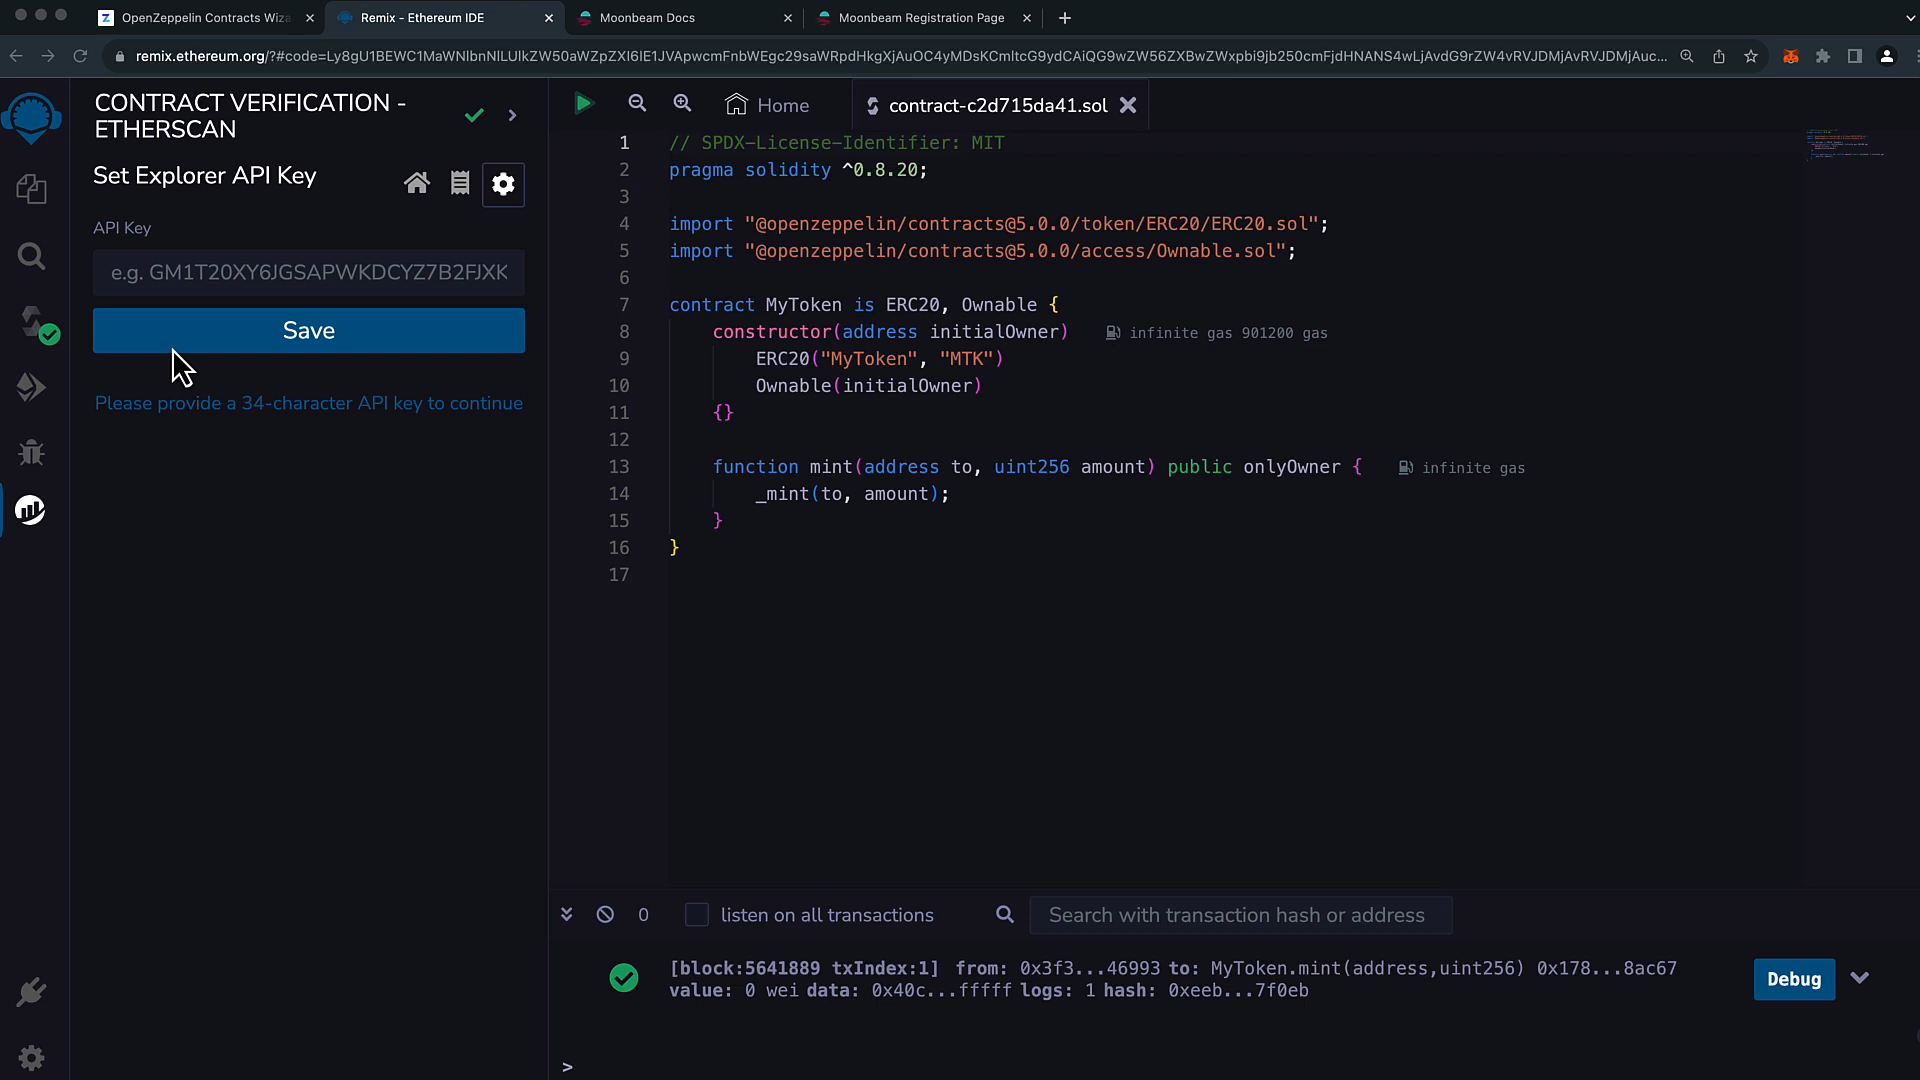 OpenZeppelin Contracts Wiza
Remix - Ethereum IDE
Moonbeam Docs
Moonbeam Registration Page
remix.ethereum.org/?#code=Ly8gU1BEWC1MaWNlbnNlLUlkZW50aWZpZXI6IE1JVApwcmFnbWEgc29saWRpdHkgXjAuOC4yMDsKCmltcG9ydCAiQG9wZW56ZXBwZWxpbi9jb250cmFjdHNANS4wLjAvdG9rZW4vRVJDMjAvRVJDMjAuc...
CONTRACT VERIFICATION -
ETHERSCAN
Set Explorer API Key
API Key
e.g. GM1T20XY6JGSAPWKDCYZ7B2FJXK
Save
Please provide a 34-character API key to continue
Home
contract-c2d715da41.sol
1 // SPDX-License-Identifier: MIT
2 pragma solidity ^0.8.20;
3
4 import "@openzeppelin/contracts@5.0.0/token/ERC20/ERC20.sol";
5 import "@openzeppelin/contracts@5.0.0/access/Ownable.sol";
6
7 contract MyToken is ERC20, Ownable {
8 constructor(address initialOwner) infinite gas 901200 gas
9 ERC20("MyToken", "MTK")
10 Ownable(initialOwner)
11 {}
12
13 function mint(address to, uint256 amount) public onlyOwner { infinite gas
14 _mint(to, amount);
15 }
16 }
17
0
listen on all transactions
Search with transaction hash or address
[block:5641889 txIndex:1] from: 0x3f3...46993 to: MyToken.mint(address,uint256) 0x178...8ac67
value: 0 wei data: 0x40c...fffff logs: 1 hash: 0xeeb...7f0eb
Debug
>